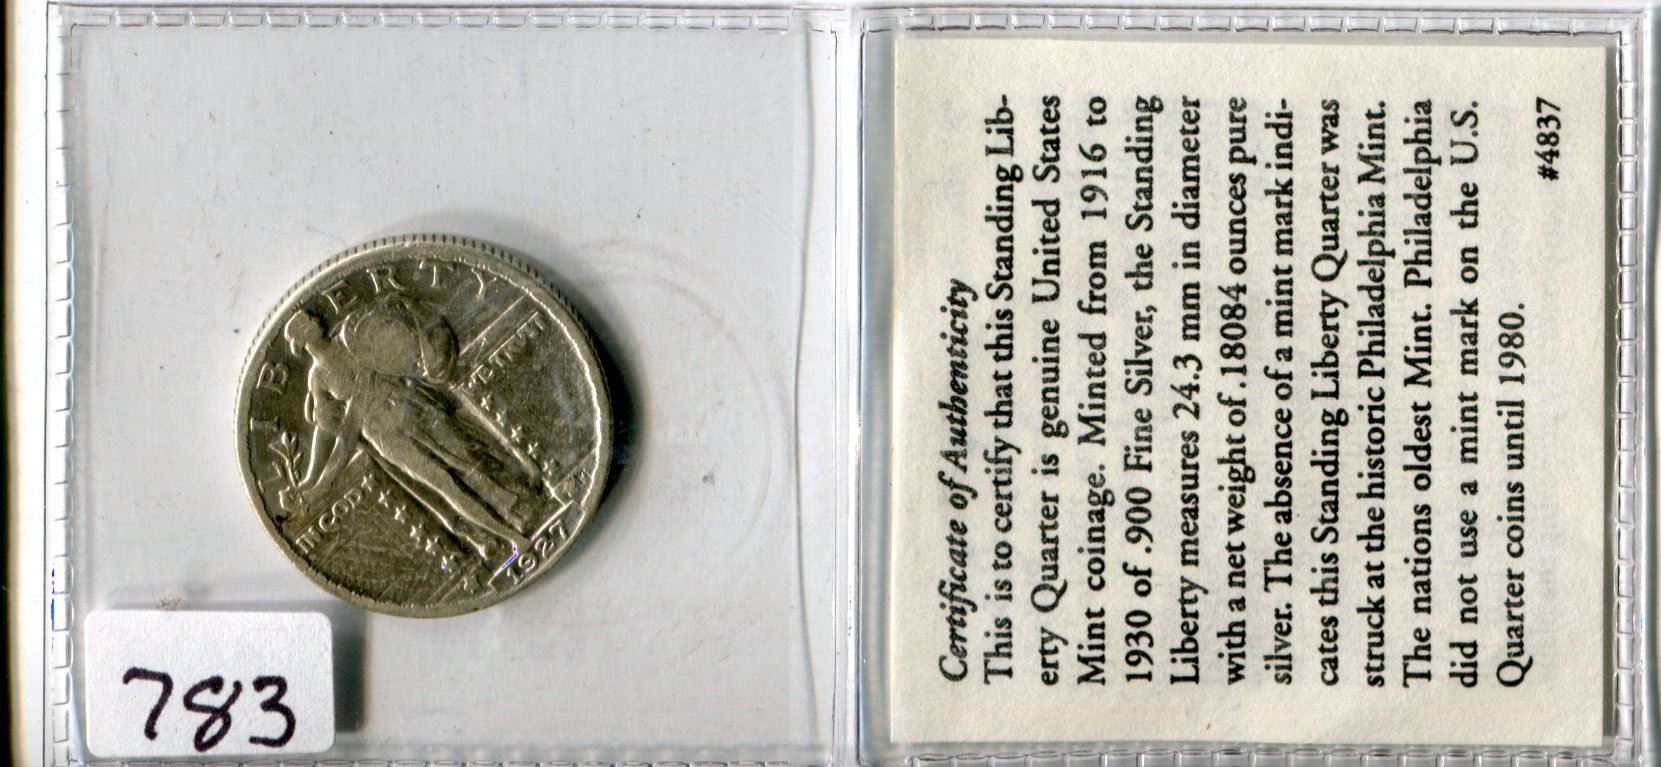 LIBERTY
IN GOD WE TRUST
1927
783
Certificate of Authenticity
This is to certify that this Standing Lib-
erty Quarter is genuine United States
Mint coinage. Minted from 1916 to
1930 of .900 Fine Silver, the Standing
Liberty measures 24.3 mm in diameter
with a net weight of .18084 ounces pure
silver. The absence of a mint mark indi-
cates this Standing Liberty Quarter was
struck at the historic Philadelphia Mint.
The nations oldest Mint. Philadelphia
did not use a mint mark on the U.S.
Quarter coins until 1980.
#4837